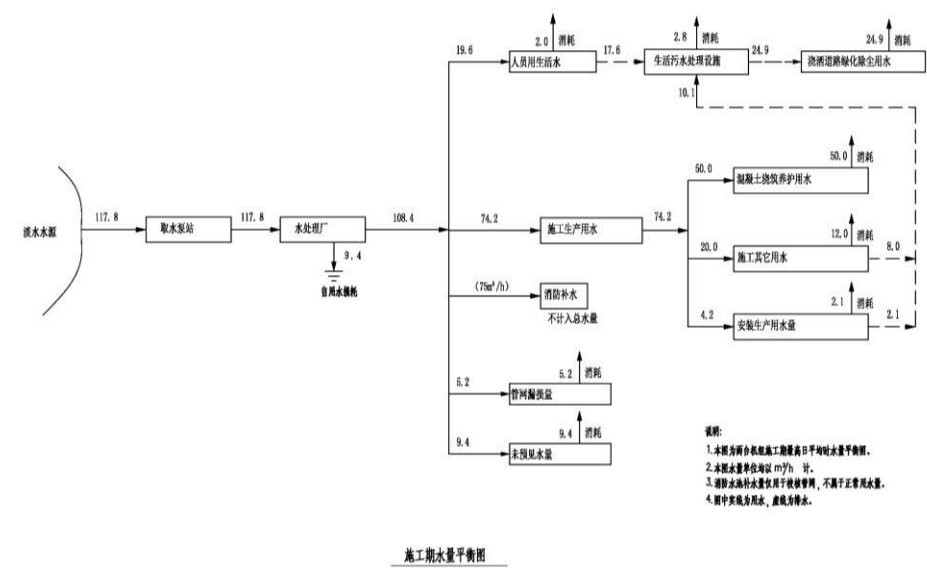 2.0 消耗
2.8 消耗
24.9 消耗
19.6
人员用生活水
17.6
生活污水处理设施
24.9
浇洒道路绿化除尘用水
10.1
50.0 消耗
50.0
混凝土浇筑养护用水
淡水水源
117.8
取水泵站
117.8
水处理厂
108.4
74.2
施工生产用水
74.2
9.4
自用水损耗
12.0 消耗
20.0
施工其它用水
8.0
(75m³/h)
消防补水
不计入总水量
2.1 消耗
4.2
安装生产用水量
2.1
5.2 消耗
5.2
管网漏损量
9.4 消耗
9.4
未预见水量
说明:
1.本图为两台机组施工期最高日平均时水量平衡图。
2.本图水量单位均以 m³/h 计。
3.消防水池补水量仅用于校核管网，不属于正常用水量。
4.图中实线为用水，虚线为排水。
施工期水量平衡图